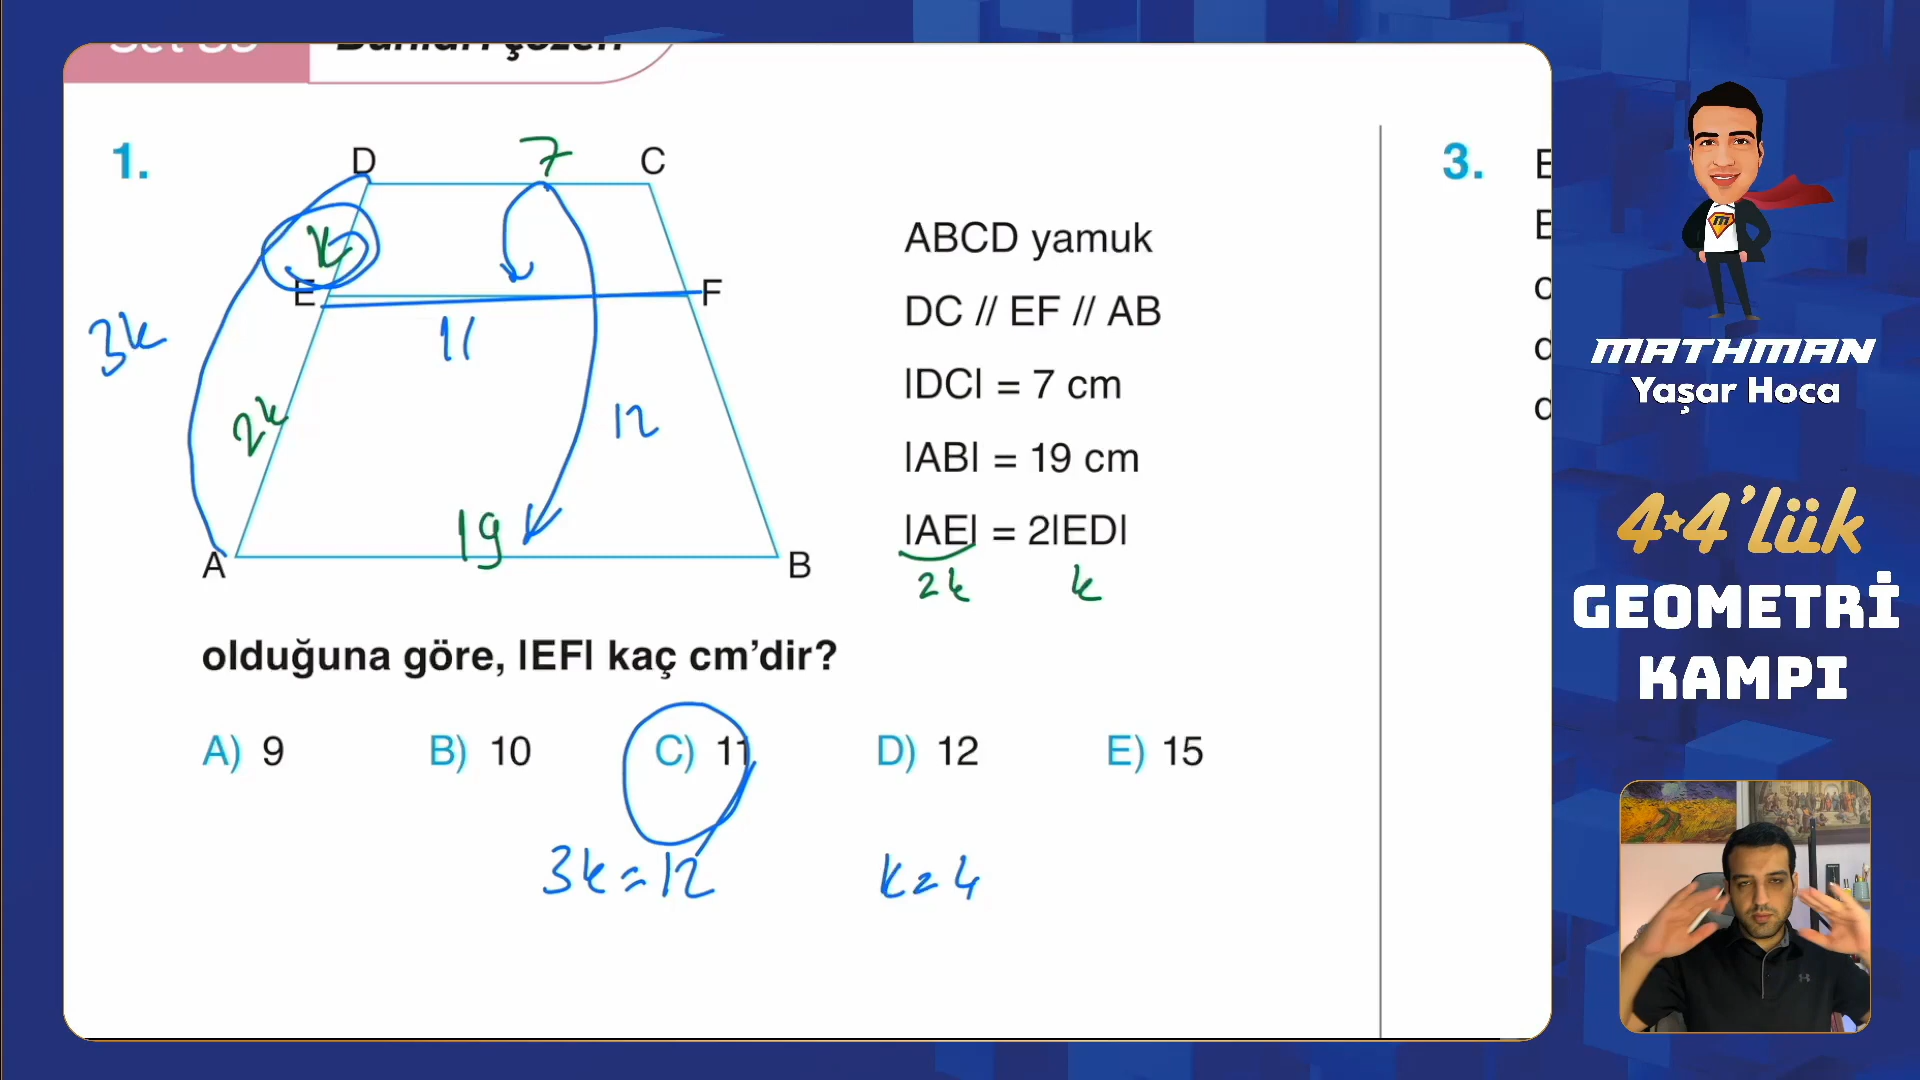 1.
D
7
C
k
E
F
3k
11
2k
12
19
A
B
ABCD yamuk
DC // EF // AB
|DC| = 7 cm
|AB| = 19 cm
|AE| = 2|ED|
2k
k
olduğuna göre, |EF| kaç cm’dir?
A) 9
B) 10
C) 11
D) 12
E) 15
3k = 12
k = 4
3.
MATHMAN
Yaşar Hoca
4★4’lük
GEOMETRİ
KAMPI